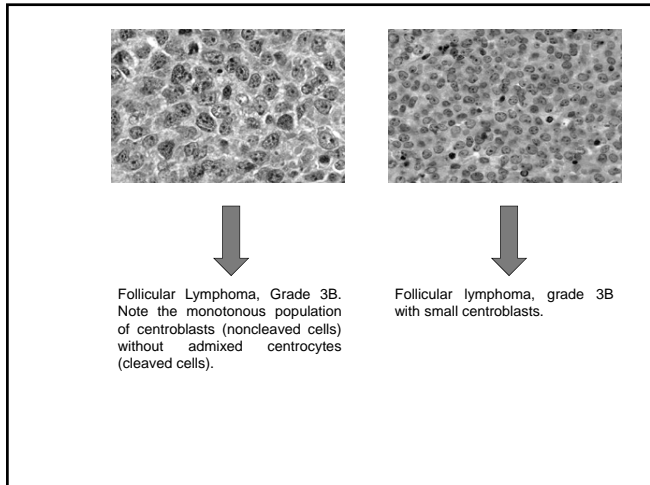 Follicular Lymphoma, Grade 3B.
Note the monotonous population
of centroblasts (noncleaved cells)
without admixed centrocytes
(cleaved cells).
Follicular lymphoma, grade 3B
with small centroblasts.